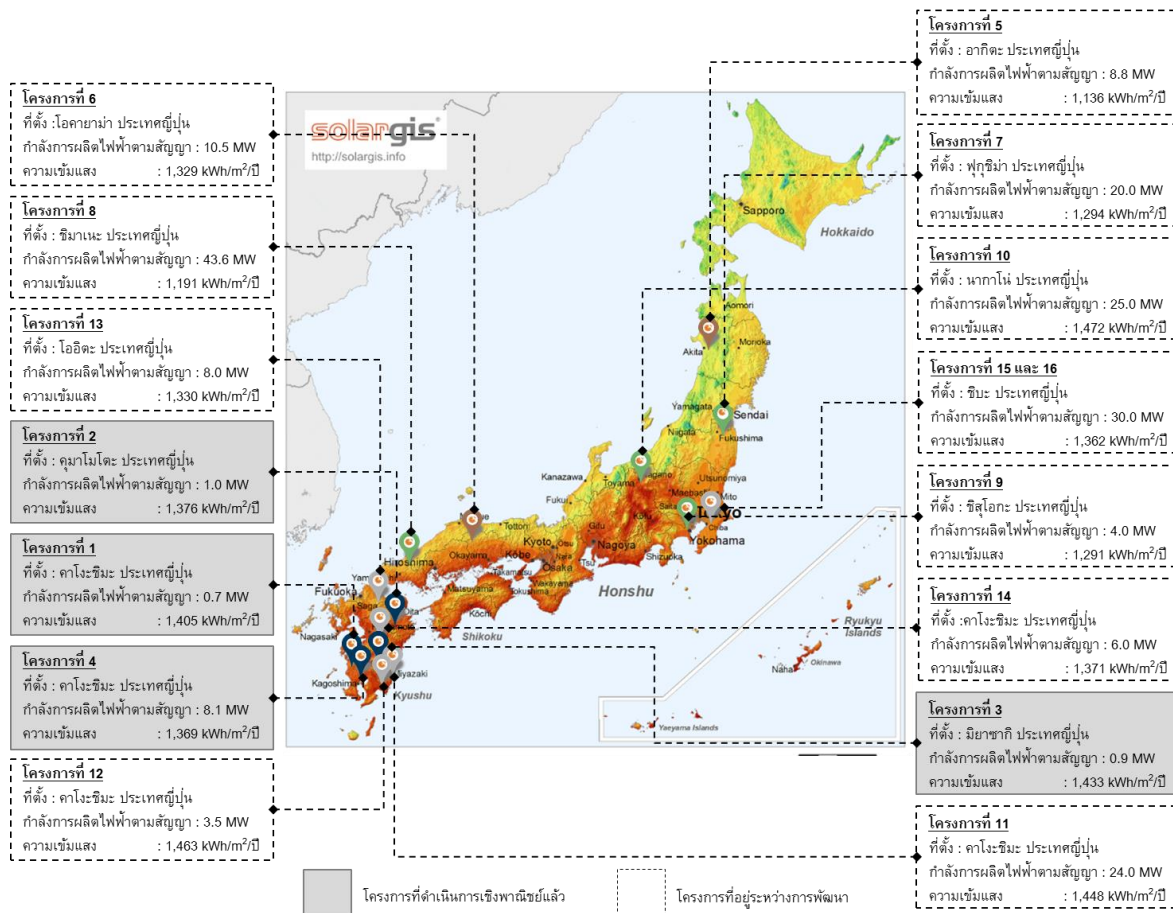 โครงการที่ 6
ที่ตั้ง :โอคายาม่า ประเทศญี่ปุ่น
กำลังการผลิตไฟฟ้าตามสัญญา : 10.5 MW
ความเข้มแสง : 1,329 kWh/m²/ปี
โครงการที่ 8
ที่ตั้ง : ชิมาเนะ ประเทศญี่ปุ่น
กำลังการผลิตไฟฟ้าตามสัญญา : 43.6 MW
ความเข้มแสง : 1,191 kWh/m²/ปี
โครงการที่ 13
ที่ตั้ง : โออิตะ ประเทศญี่ปุ่น
กำลังการผลิตไฟฟ้าตามสัญญา : 8.0 MW
ความเข้มแสง : 1,330 kWh/m²/ปี
โครงการที่ 2
ที่ตั้ง : คุมาโมโตะ ประเทศญี่ปุ่น
กำลังการผลิตไฟฟ้าตามสัญญา : 1.0 MW
ความเข้มแสง : 1,376 kWh/m²/ปี
โครงการที่ 1
ที่ตั้ง : คาโงะชิมะ ประเทศญี่ปุ่น
กำลังการผลิตไฟฟ้าตามสัญญา : 0.7 MW
ความเข้มแสง : 1,405 kWh/m²/ปี
โครงการที่ 4
ที่ตั้ง : คาโงะชิมะ ประเทศญี่ปุ่น
กำลังการผลิตไฟฟ้าตามสัญญา : 8.1 MW
ความเข้มแสง : 1,369 kWh/m²/ปี
โครงการที่ 12
ที่ตั้ง : คาโงะชิมะ ประเทศญี่ปุ่น
กำลังการผลิตไฟฟ้าตามสัญญา : 3.5 MW
ความเข้มแสง : 1,463 kWh/m²/ปี
solargis
http://solargis.info
Sapporo
Hokkaido
Aomori
Akita
Morioka
Yamagata
Sendai
Niigata
Fukushima
Kanazawa
Toyama
Utsunomiya
Fukui
Mito
Chiba
Yokohama
Tottori
Okayama
Kyoto
Otsu
Kobe
Osaka
Tsu
Nagoya
Shizuoka
Hiroshima
Takamatsu
Wakayama
Tokushima
Matsuyama
Kōchi
Honshu
Shikoku
Fukuoka
Saga
Nagasaki
Kagoshima
Kyushu
Ryukyu
Islands
Okinawa
Naha
Yaeyama Islands
โครงการที่ 5
ที่ตั้ง : อากิตะ ประเทศญี่ปุ่น
กำลังการผลิตไฟฟ้าตามสัญญา : 8.8 MW
ความเข้มแสง : 1,136 kWh/m²/ปี
โครงการที่ 7
ที่ตั้ง : ฟุกุชิม่า ประเทศญี่ปุ่น
กำลังการผลิตไฟฟ้าตามสัญญา : 20.0 MW
ความเข้มแสง : 1,294 kWh/m²/ปี
โครงการที่ 10
ที่ตั้ง : นากาโน่ ประเทศญี่ปุ่น
กำลังการผลิตไฟฟ้าตามสัญญา : 25.0 MW
ความเข้มแสง : 1,472 kWh/m²/ปี
โครงการที่ 15 และ 16
ที่ตั้ง : ชิบะ ประเทศญี่ปุ่น
กำลังการผลิตไฟฟ้าตามสัญญา : 30.0 MW
ความเข้มแสง : 1,362 kWh/m²/ปี
โครงการที่ 9
ที่ตั้ง : ชิสุโอกะ ประเทศญี่ปุ่น
กำลังการผลิตไฟฟ้าตามสัญญา : 4.0 MW
ความเข้มแสง : 1,291 kWh/m²/ปี
โครงการที่ 14
ที่ตั้ง :คาโงะชิมะ ประเทศญี่ปุ่น
กำลังการผลิตไฟฟ้าตามสัญญา : 6.0 MW
ความเข้มแสง : 1,371 kWh/m²/ปี
โครงการที่ 3
ที่ตั้ง : มิยาซากิ ประเทศญี่ปุ่น
กำลังการผลิตไฟฟ้าตามสัญญา : 0.9 MW
ความเข้มแสง : 1,433 kWh/m²/ปี
โครงการที่ 11
ที่ตั้ง : คาโงะชิมะ ประเทศญี่ปุ่น
กำลังการผลิตไฟฟ้าตามสัญญา : 24.0 MW
ความเข้มแสง : 1,448 kWh/m²/ปี
โครงการที่ดำเนินการเชิงพาณิชย์แล้ว
โครงการที่อยู่ระหว่างการพัฒนา